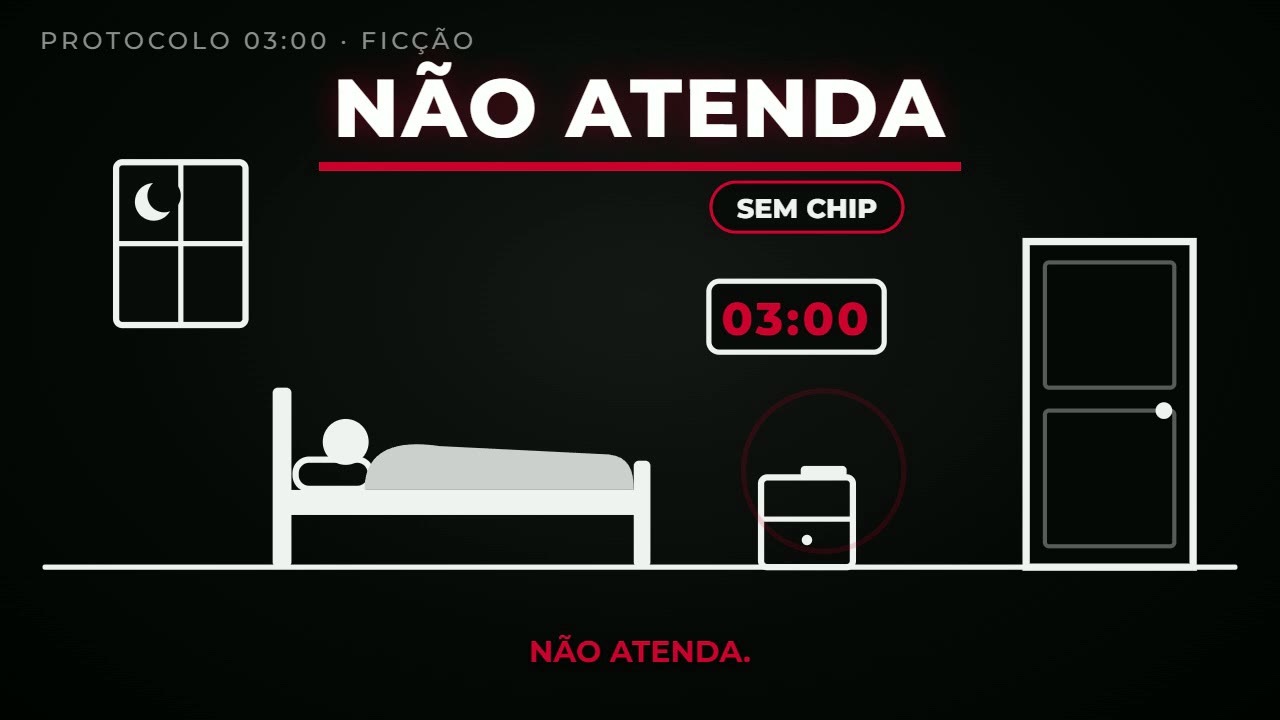 PROTOCOLO 03:00 · FICÇÃO
NÃO ATENDA
SEM CHIP
03:00
NÃO ATENDA.